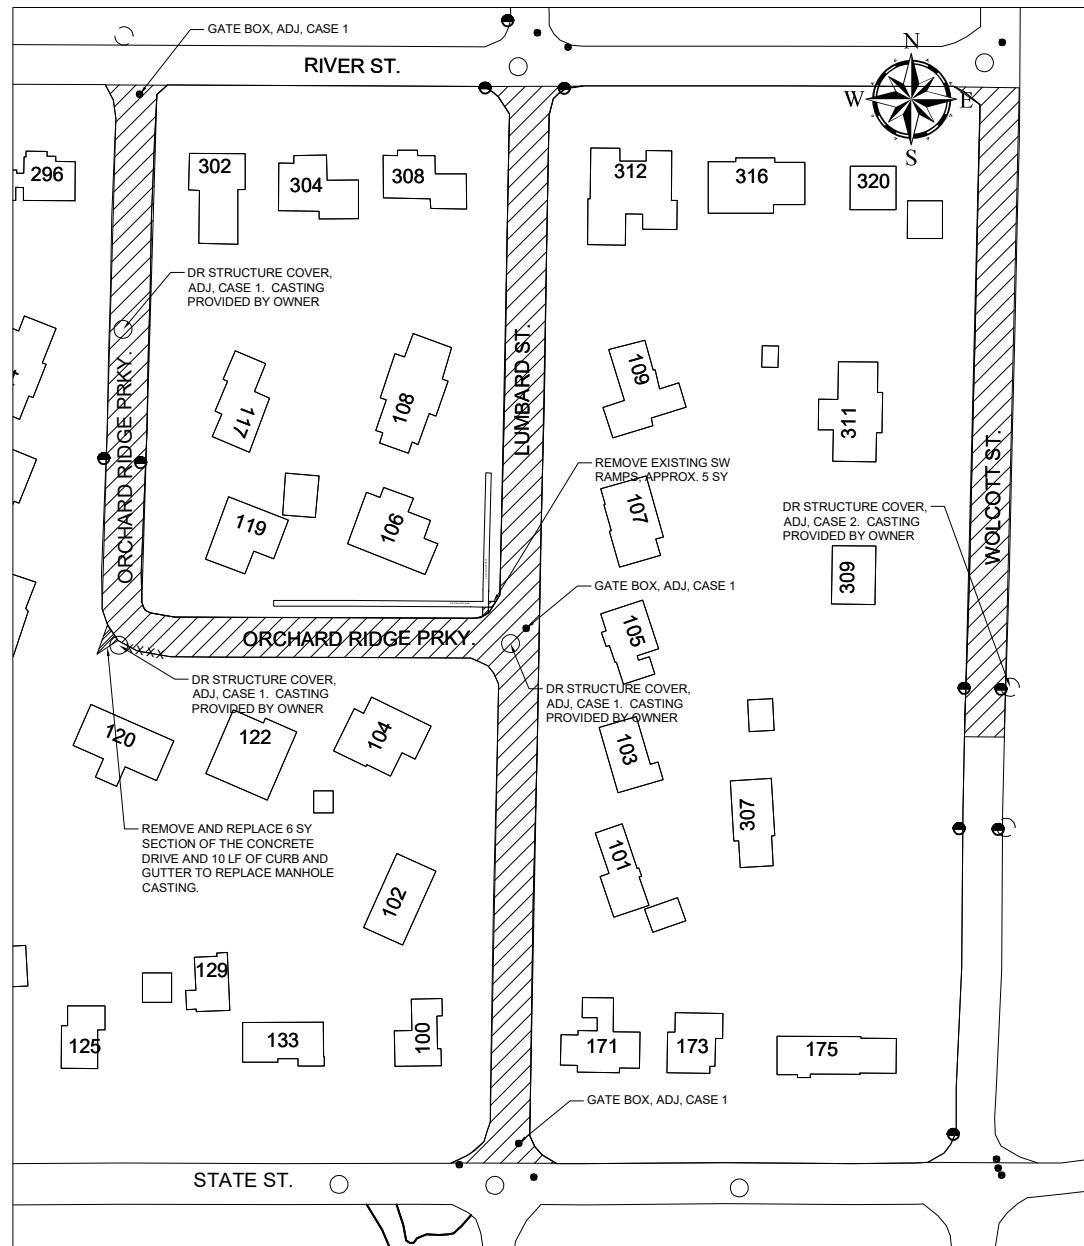 GATE BOX, ADJ, CASE 1
RIVER ST.
N
W
E
S
296
302
304
308
312
316
320
DR STRUCTURE COVER,
ADJ, CASE 1. CASTING
PROVIDED BY OWNER
ORCHARD RIDGE PRKY.
LUMBARD ST.
WOLCOTT ST.
117
108
109
311
REMOVE EXISTING SW
RAMPS, APPROX. 5 SY
119
106
107
DR STRUCTURE COVER,
ADJ, CASE 2. CASTING
PROVIDED BY OWNER
309
GATE BOX, ADJ, CASE 1
105
ORCHARD RIDGE PRKY.
XXX
DR STRUCTURE COVER,
ADJ, CASE 1. CASTING
PROVIDED BY OWNER
DR STRUCTURE COVER,
ADJ, CASE 1. CASTING
PROVIDED BY OWNER
120
122
104
103
307
REMOVE AND REPLACE 6 SY
SECTION OF THE CONCRETE
DRIVE AND 10 LF OF CURB AND
GUTTER TO REPLACE MANHOLE
CASTING.
101
102
129
125
133
100
171
173
175
GATE BOX, ADJ, CASE 1
STATE ST.